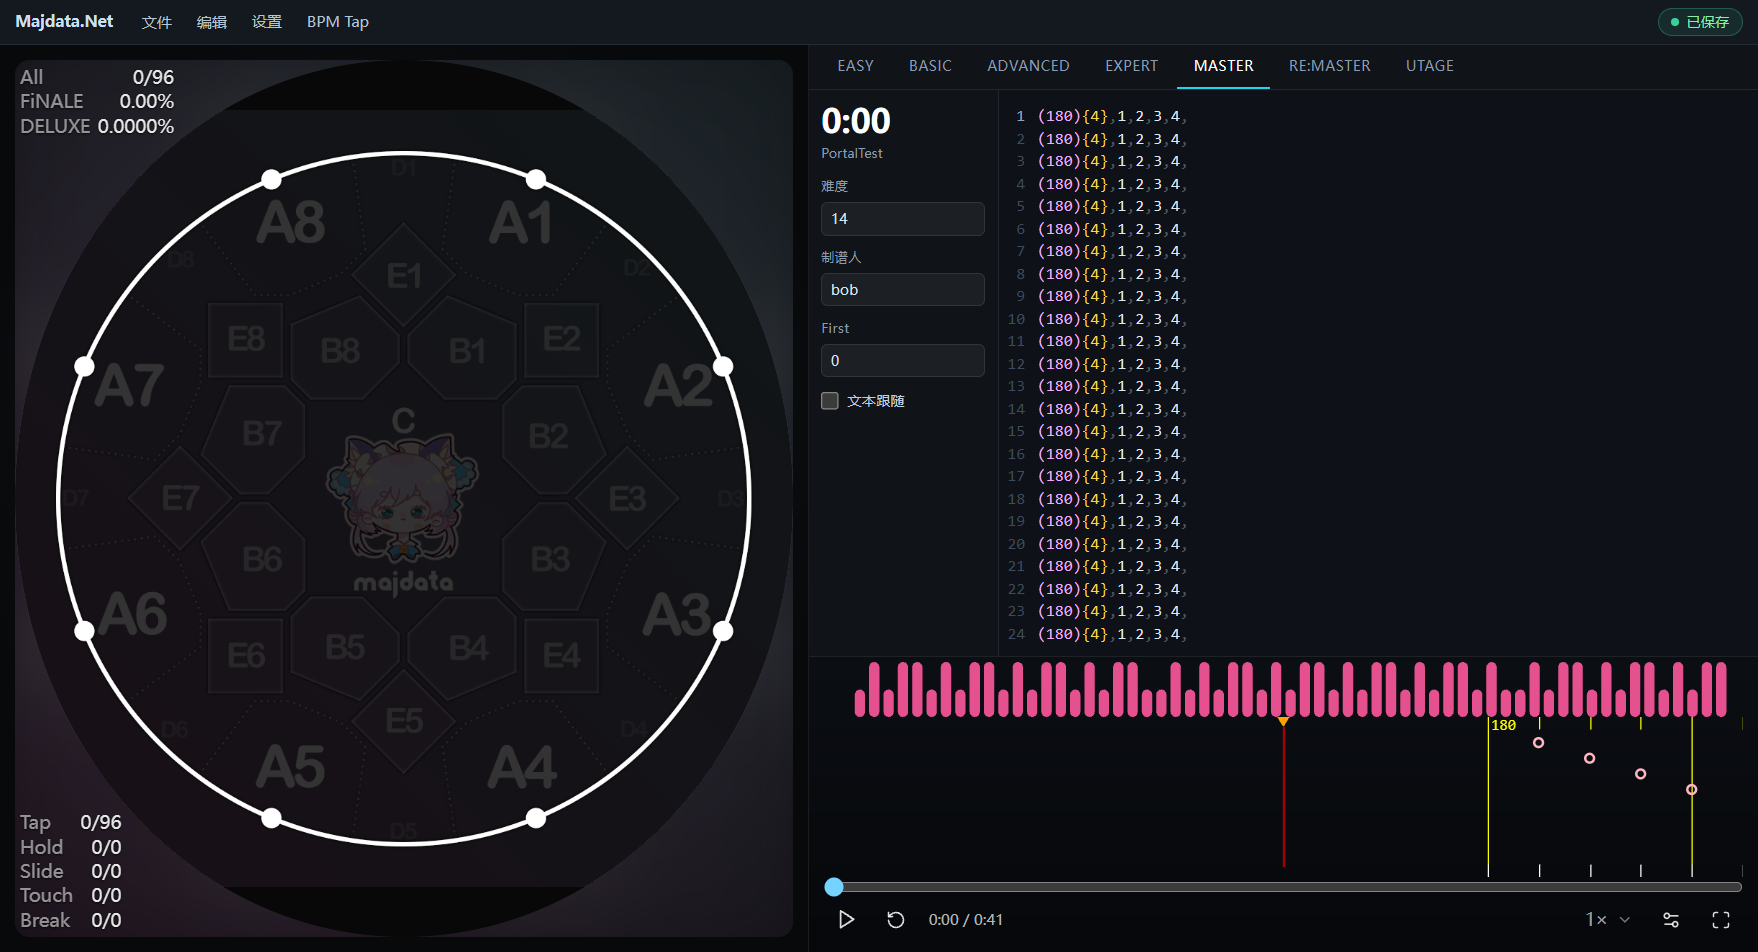 Majdata.Net 文件 编辑 设置 BPM Tap 已保存
All 0/96
FiNALE 0.00%
DELUXE 0.0000%
D1
A8 A1
D8 D2
E1
E8 B8 B1 E2
A7 A2
C
B7 B2
D7 E7 E3 D3
B6 B3
majdata
A6 A3
E6 B5 B4 E4
E5
D6 D4
A5 A4
D5
Tap 0/96
Hold 0/0
Slide 0/0
Touch 0/0
Break 0/0
EASY BASIC ADVANCED EXPERT MASTER RE:MASTER UTAGE
0:00
PortalTest
难度
14
制谱人
bob
First
0
文本跟随
1 (180){4},1,2,3,4,
2 (180){4},1,2,3,4,
3 (180){4},1,2,3,4,
4 (180){4},1,2,3,4,
5 (180){4},1,2,3,4,
6 (180){4},1,2,3,4,
7 (180){4},1,2,3,4,
8 (180){4},1,2,3,4,
9 (180){4},1,2,3,4,
10 (180){4},1,2,3,4,
11 (180){4},1,2,3,4,
12 (180){4},1,2,3,4,
13 (180){4},1,2,3,4,
14 (180){4},1,2,3,4,
15 (180){4},1,2,3,4,
16 (180){4},1,2,3,4,
17 (180){4},1,2,3,4,
18 (180){4},1,2,3,4,
19 (180){4},1,2,3,4,
20 (180){4},1,2,3,4,
21 (180){4},1,2,3,4,
22 (180){4},1,2,3,4,
23 (180){4},1,2,3,4,
24 (180){4},1,2,3,4,
180
0:00 / 0:41 1×